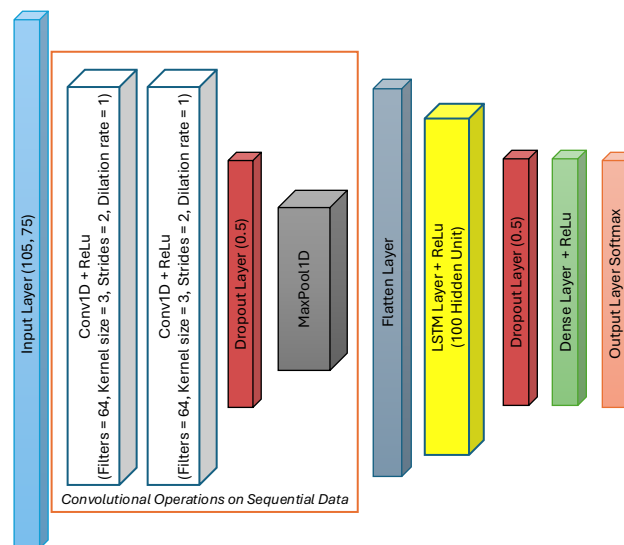 Input Layer (105, 75)
Conv1D + ReLu
(Filters = 64, Kernel size = 3, Strides = 2, Dilation rate = 1)
Conv1D + ReLu
(Filters = 64, Kernel size = 3, Strides = 2, Dilation rate = 1)
Dropout Layer (0.5)
MaxPool1D
Convolutional Operations on Sequential Data
Flatten Layer
LSTM Layer + ReLu
(100 Hidden Unit)
Dropout Layer (0.5)
Dense Layer + ReLu
Output Layer Softmax